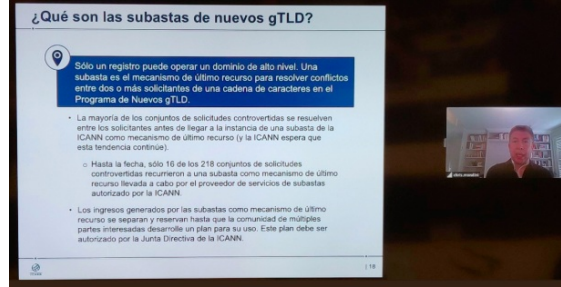 ¿Qué son las subastas de nuevos gTLD?
Sólo un registro puede operar un dominio de alto nivel. Una
subasta es el mecanismo de último recurso para resolver conflictos
entre dos o más solicitantes de una cadena de caracteres en el
Programa de Nuevos gTLD.
• La mayoría de los conjuntos de solicitudes controvertidas se resuelven
entre los solicitantes antes de llegar a la instancia de una subasta de la
ICANN como mecanismo de último recurso (y la ICANN espera que
esta tendencia continúe).
○ Hasta la fecha, sólo 16 de los 218 conjuntos de solicitudes
controvertidas recurrieron a una subasta como mecanismo de último
recurso llevada a cabo por el proveedor de servicios de subastas
autorizado por la ICANN.
• Los ingresos generados por las subastas como mecanismo de último
recurso se separan y reservan hasta que la comunidad de múltiples
partes interesadas desarrolle un plan para su uso. Este plan debe ser
autorizado por la Junta Directiva de la ICANN.
| 18